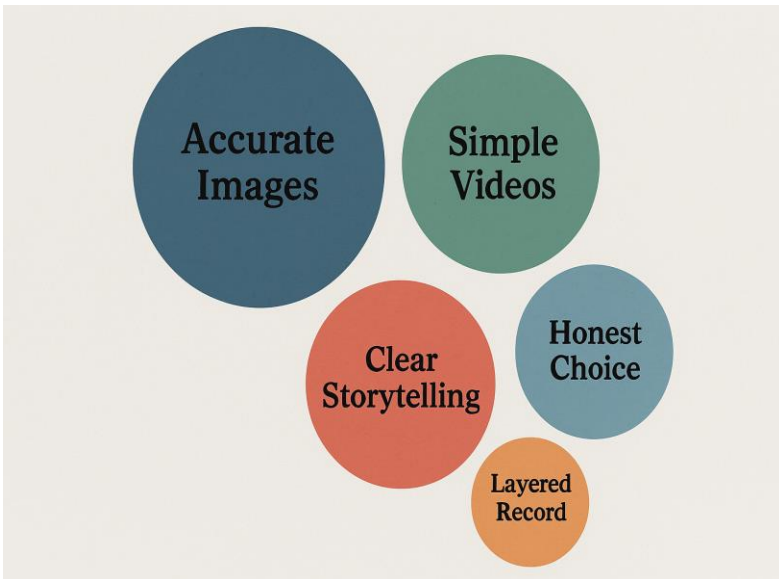 Accurate
Images
Simple
Videos
Clear
Storytelling
Honest
Choice
Layered
Record